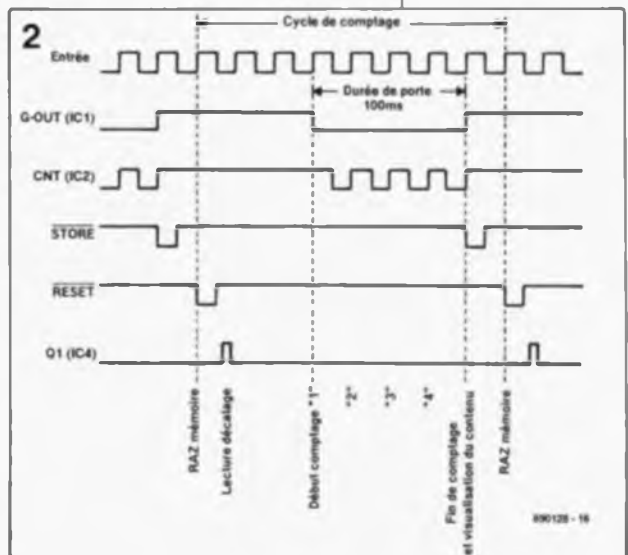 2
Cycle de comptage
Entrée
Durée de porte
100ms
G-OUT (IC1)
CNT (IC2)
STORE
RESET
Q1 (IC4)
RAZ mémoire
Lecture décalage
Début comptage "1"
"2"
"3"
"4"
Fin de comptage
et visualisation du contenu
RAZ mémoire
890128 - 16